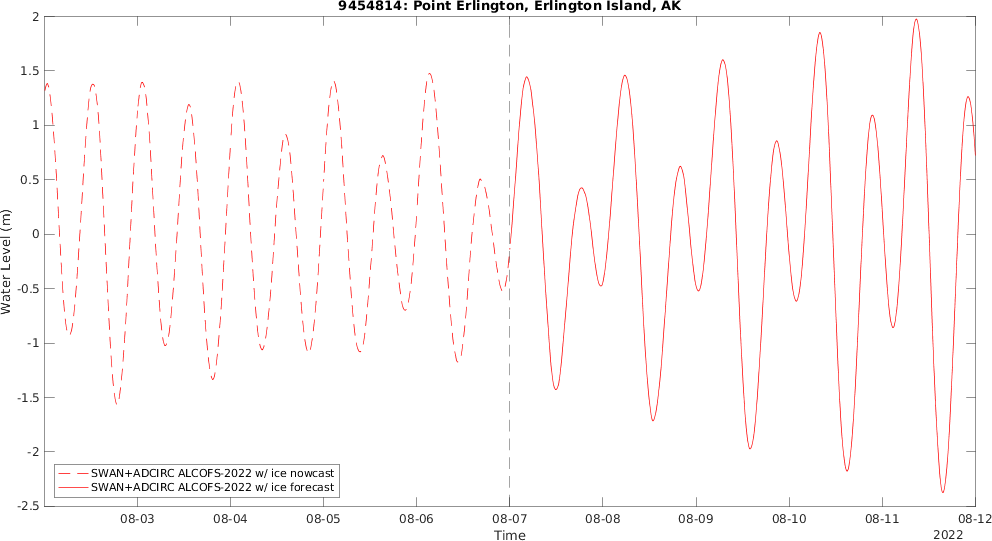 9454814: Point Erlington, Erlington Island, AK
2
1.5
1
0.5
0
-0.5
-1
-1.5
-2
-2.5
Water Level (m)
SWAN+ADCIRC ALCOFS-2022 w/ ice nowcast
SWAN+ADCIRC ALCOFS-2022 w/ ice forecast
08-03 08-04 08-05 08-06 08-07 08-08 08-09 08-10 08-11 08-12
Time
2022